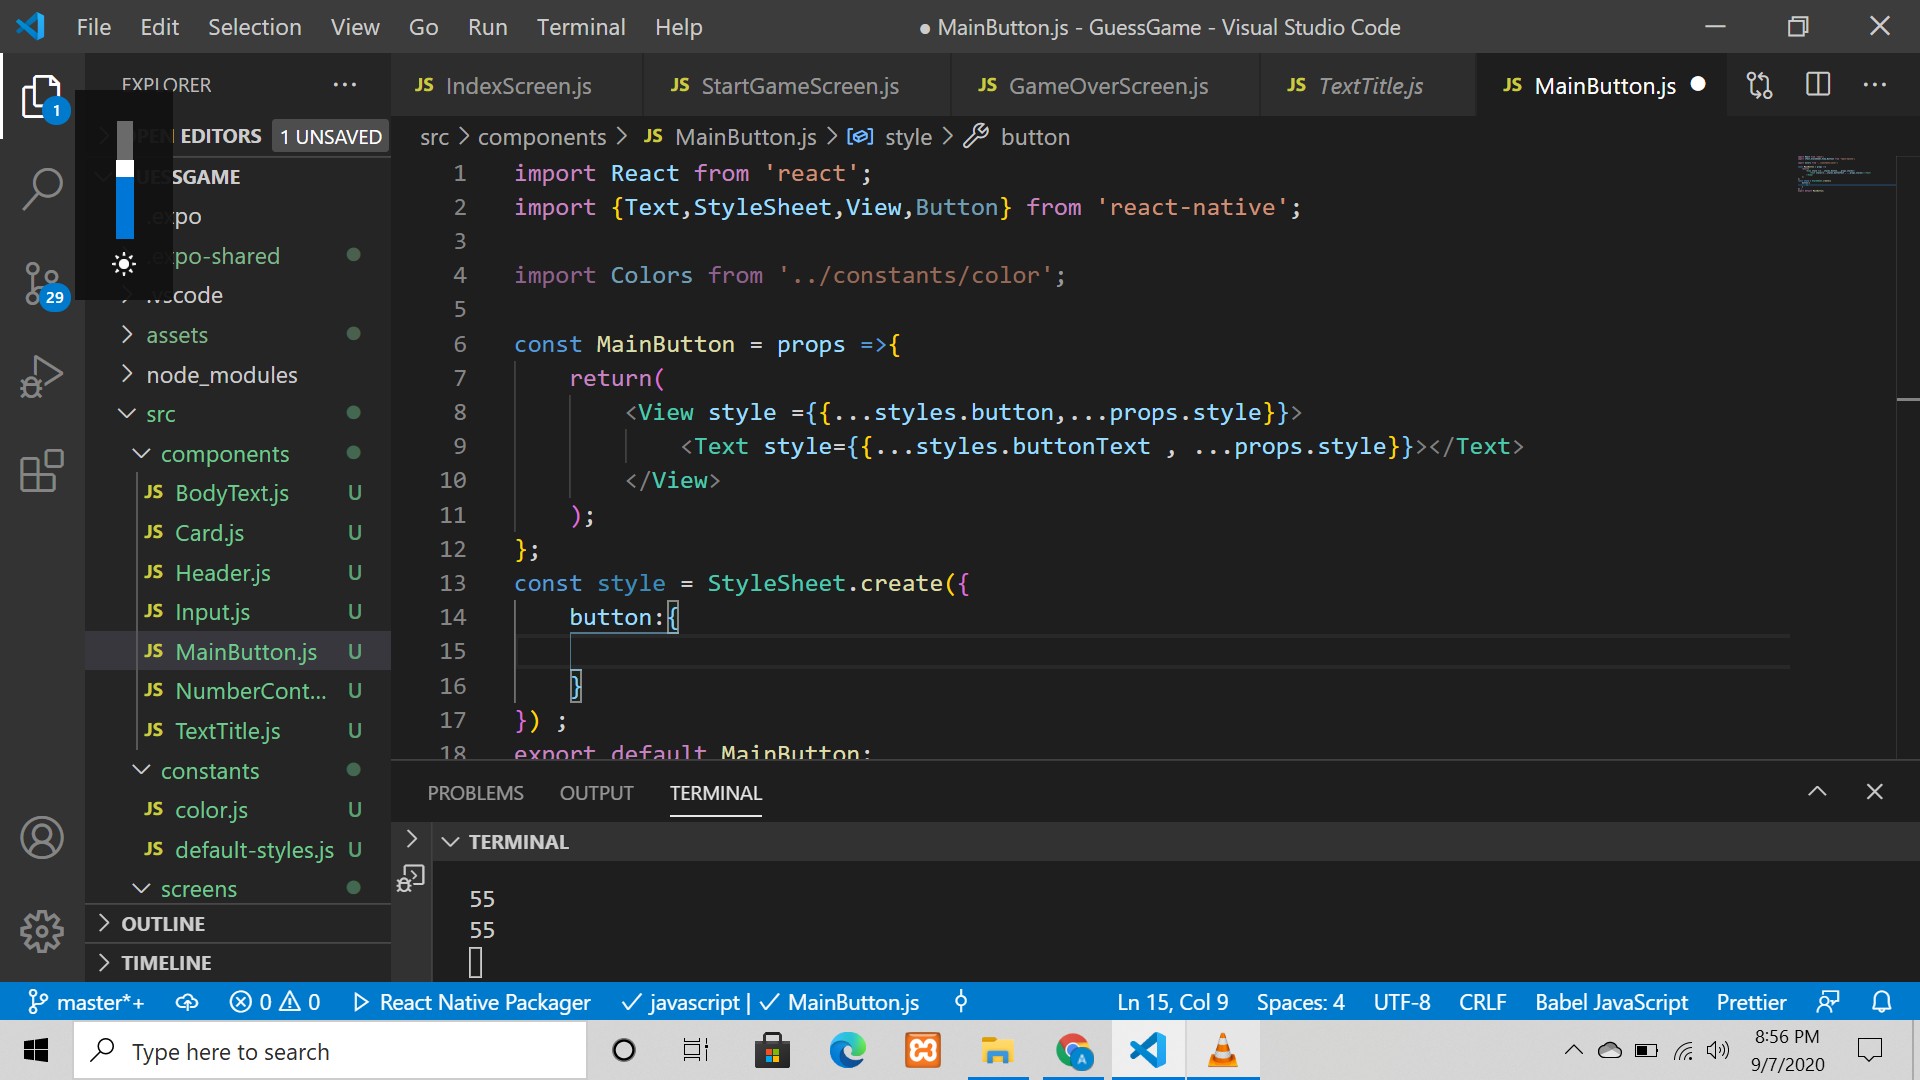 File Edit Selection View Go Run Terminal Help
● MainButton.js - GuessGame - Visual Studio Code
EXPLORER
1
EN EDITORS
1 UNSAVED
SSGAME
xpo
po-shared
vscode
assets
node_modules
src
components
JS BodyText.js U
JS Card.js U
JS Header.js U
JS Input.js U
JS MainButton.js U
JS NumberCont... U
JS TextTitle.js U
constants
JS color.js U
JS default-styles.js U
screens
OUTLINE
TIMELINE
29
JS IndexScreen.js
JS StartGameScreen.js
JS GameOverScreen.js
JS TextTitle.js
JS MainButton.js ●
src > components > JS MainButton.js > style > button
1 import React from 'react';
2 import {Text,StyleSheet,View,Button} from 'react-native';
3
4 import Colors from '../constants/color';
5
6 const MainButton = props =>{
7 return(
8 <View style ={{...styles.button,...props.style}}>
9 <Text style={{...styles.buttonText , ...props.style}}></Text>
10 </View>
11 );
12 };
13 const style = StyleSheet.create({
14 button:{
15
16 }
17 }) ;
18 export default MainButton;
PROBLEMS OUTPUT TERMINAL
TERMINAL
55
55
master*+
0 0
React Native Packager
javascript | MainButton.js
Ln 15, Col 9
Spaces: 4
UTF-8
CRLF
Babel JavaScript
Prettier
Type here to search
A
8:56 PM
9/7/2020